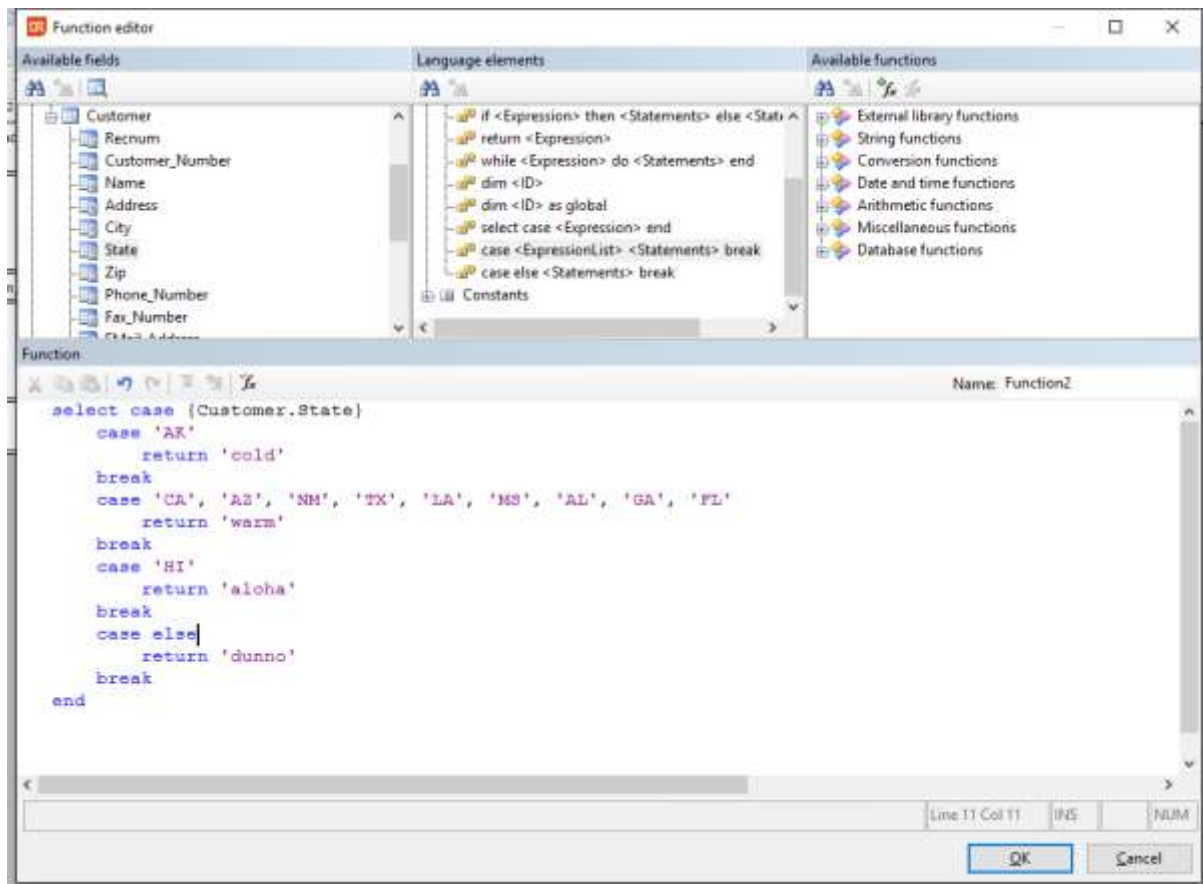 Function editor
Available fields
Language elements
Available functions
Customer
Recnum
Customer_Number
Name
Address
City
State
Zip
Phone_Number
Fax_Number
if <Expression> then <Statements> else <Stat
return <Expression>
while <Expression> do <Statements> end
dim <ID>
dim <ID> as global
select case <Expression> end
case <ExpressionList> <Statements> break
case else <Statements> break
Constants
External library functions
String functions
Conversion functions
Date and time functions
Arithmetic functions
Miscellaneous functions
Database functions
Function
Name: Function2
select case {Customer.State}
case 'AK'
return 'cold'
break
case 'CA', 'AZ', 'NM', 'TX', 'LA', 'MS', 'AL', 'GA', 'FL'
return 'warm'
break
case 'HI'
return 'aloha'
break
case else
return 'dunno'
break
end
Line 11 Col 11
INS
NUM
OK
Cancel